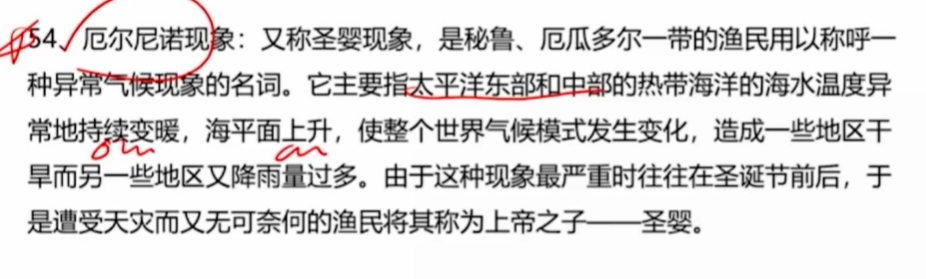 54、厄尔尼诺现象：又称圣婴现象，是秘鲁、厄瓜多尔一带的渔民用以称呼一
种异常气候现象的名词。它主要指太平洋东部和中部的热带海洋的海水温度异
常地持续变暖，海平面上升，使整个世界气候模式发生变化，造成一些地区干
旱而另一些地区又降雨量过多。由于这种现象最严重时往往在圣诞节前后，于
是遭受天灾而又无可奈何的渔民将其称为上帝之子——圣婴。